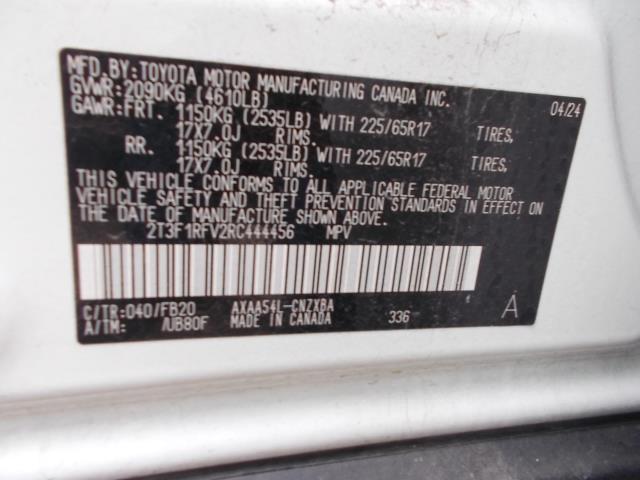 MFD. BY: TOYOTA MOTOR MANUFACTURING CANADA INC.
GVWR: 2090KG (4610LB) 04/24
GAWR: FRT. 1150KG (2535LB) WITH 225/65R17 TIRES,
17X7.0J RIMS.
RR. 1150KG (2535LB) WITH 225/65R17 TIRES,
17X7.0J RIMS.
THIS VEHICLE CONFORMS TO ALL APPLICABLE FEDERAL MOTOR
VEHICLE SAFETY AND THEFT PREVENTION STANDARDS IN EFFECT ON
THE DATE OF MANUFACTURE SHOWN ABOVE.
2T3F1RFV2RC444456 MPV
C/TR: 040/FB20 AXAA54L-CNZXBA
A/TM: /UB80F MADE IN CANADA 336 A